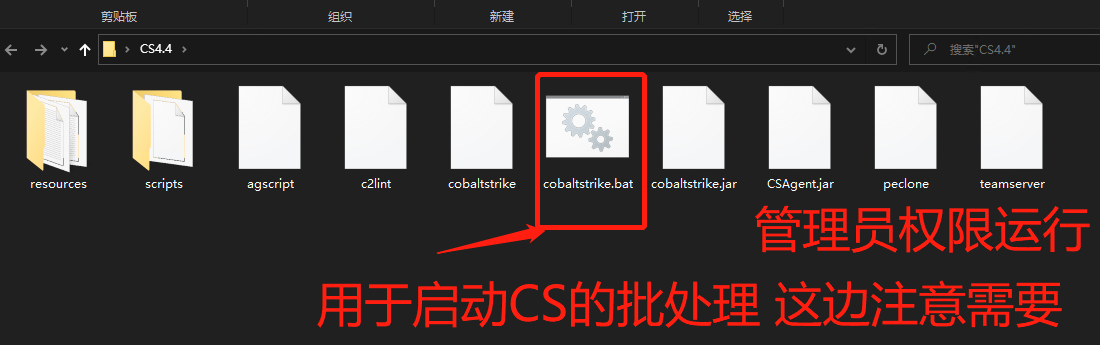 剪贴板 组织 新建 打开 选择
CS4.4 搜索"CS4.4"
resources scripts agscript c2lint cobaltstrike cobaltstrike.bat cobaltstrike.jar CSAgent.jar peclone teamserver
管理员权限运行
用于启动CS的批处理 这边注意需要